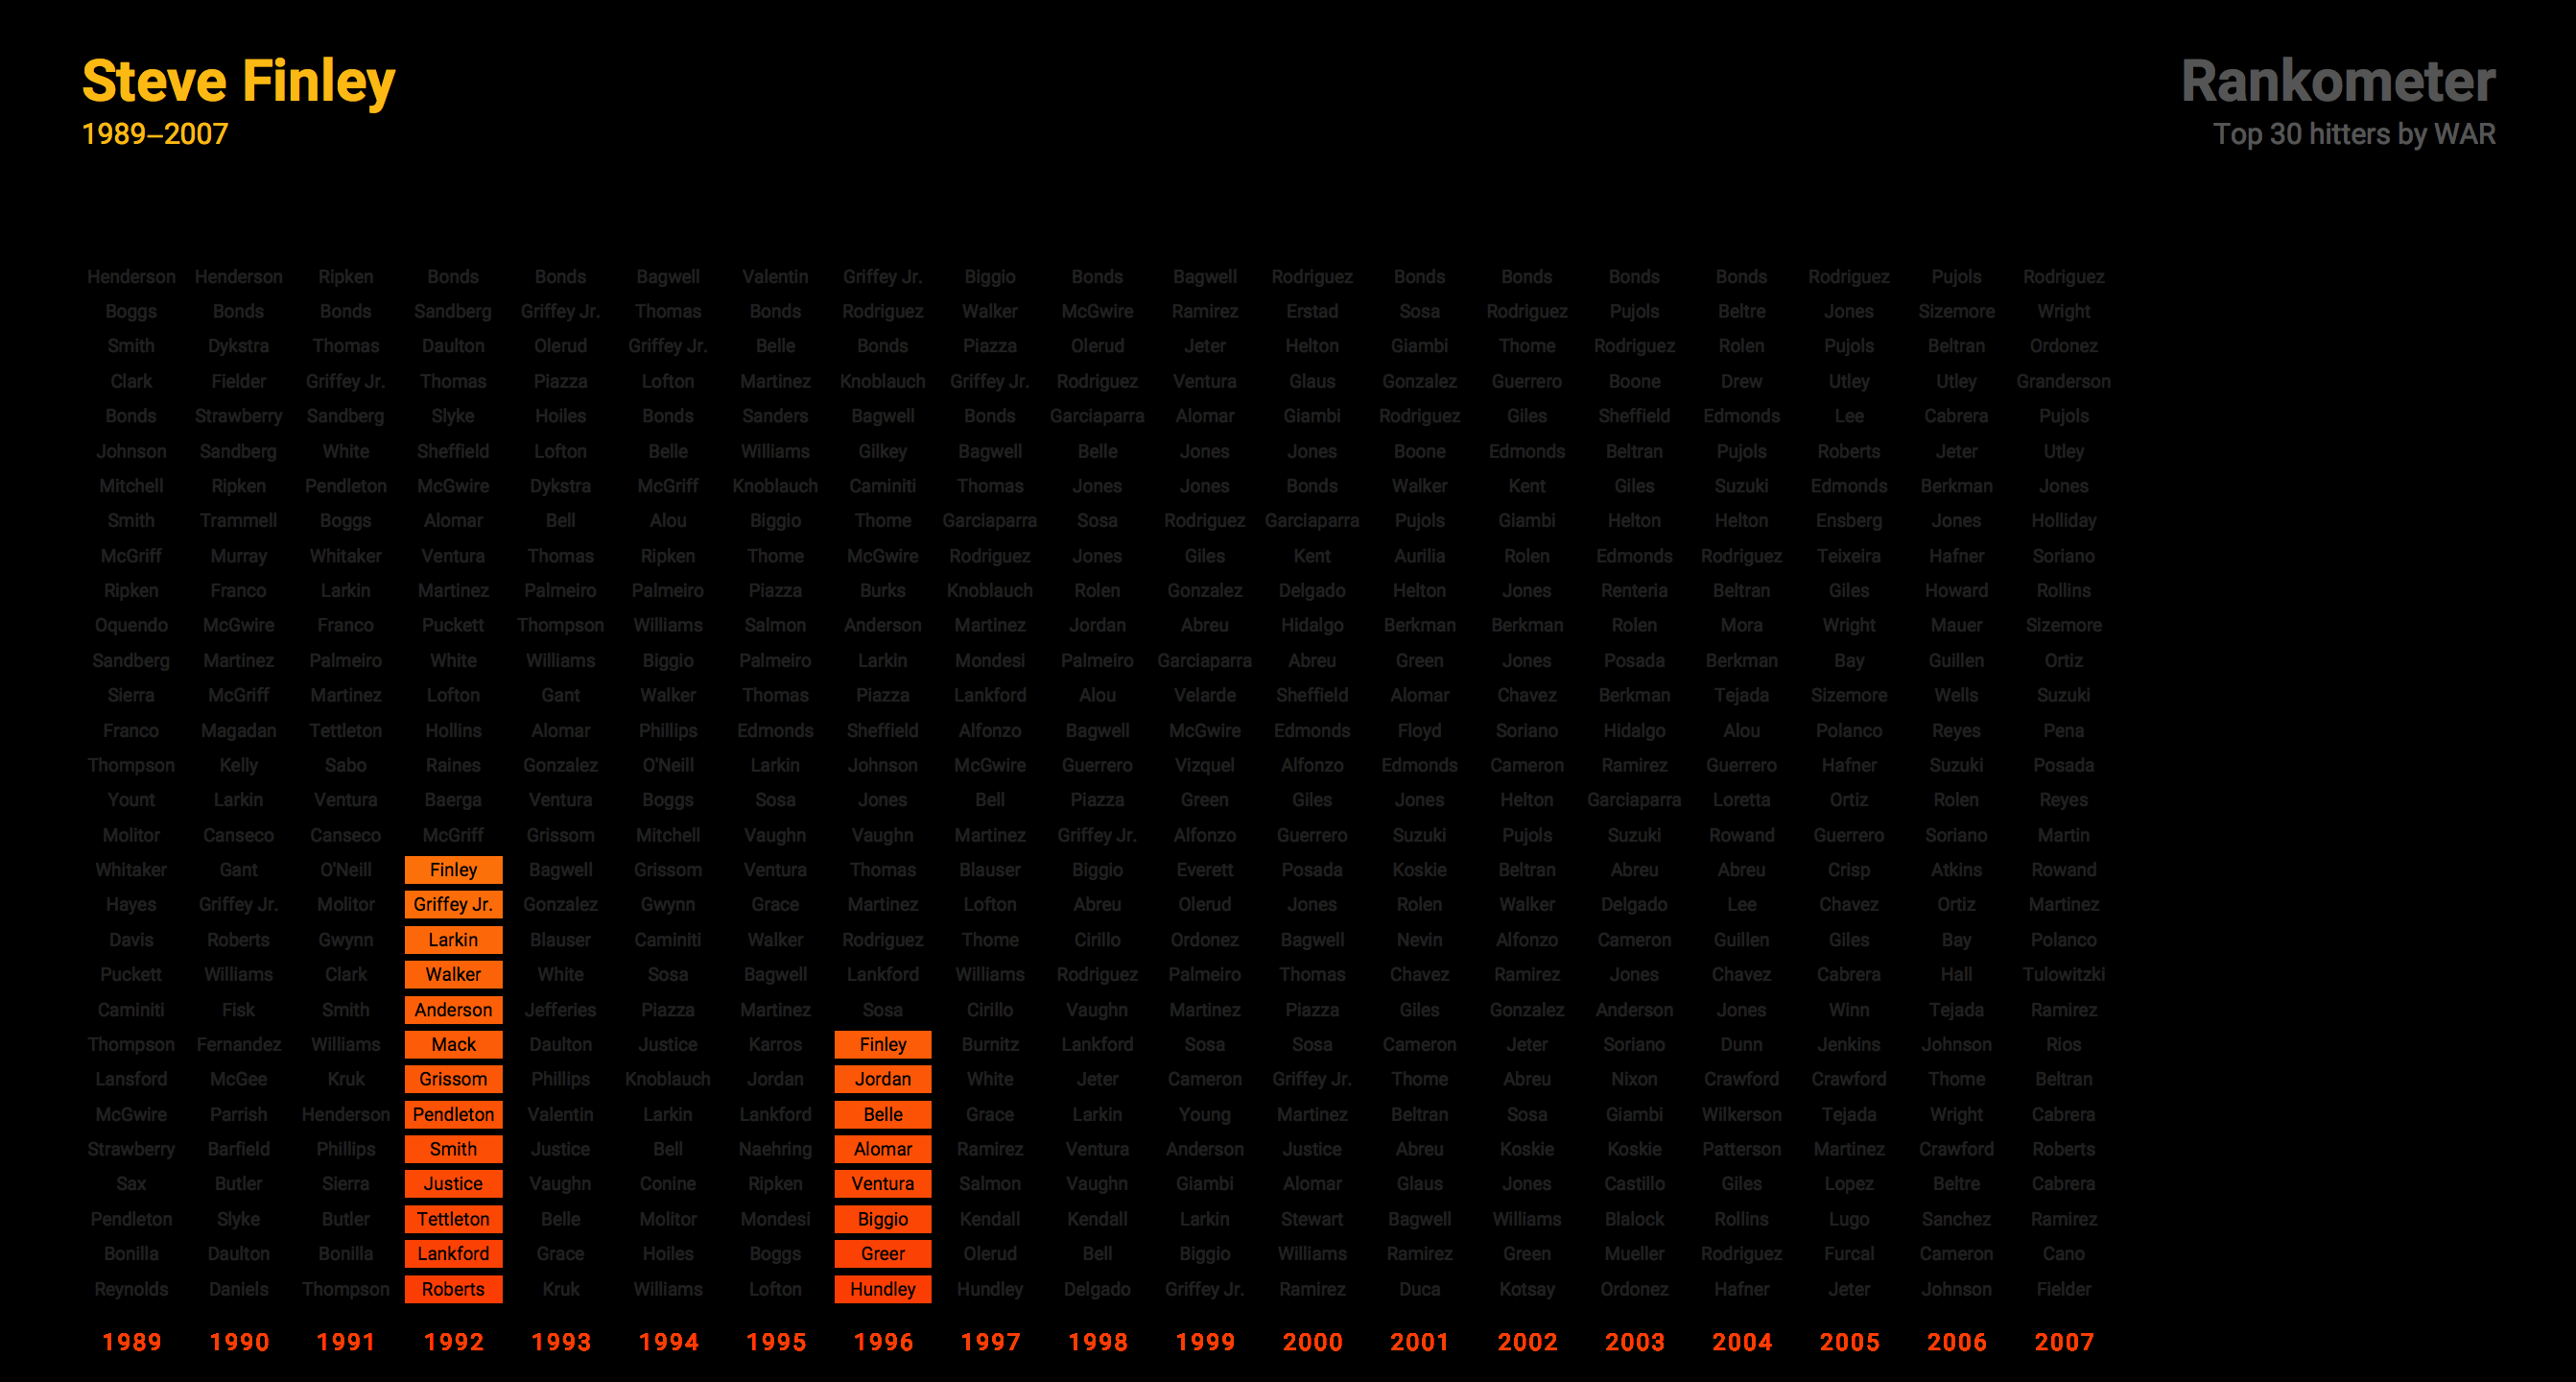 Steve Finley
1989–2007
Rankometer
Top 30 hitters by WAR
Henderson Henderson Ripken Bonds Bonds Bagwell Valentin Griffey Jr. Biggio Bonds Bagwell Rodriguez Bonds Bonds Bonds Bonds Rodriguez Pujols Rodriguez
Boggs Bonds Bonds Sandberg Griffey Jr. Thomas Bonds Rodriguez Walker McGwire Ramirez Erstad Sosa Rodriguez Pujols Beltre Jones Sizemore Wright
Smith Dykstra Thomas Daulton Olerud Griffey Jr. Belle Bonds Piazza Olerud Jeter Helton Giambi Thome Rodriguez Rolen Pujols Beltran Ordonez
Clark Fielder Griffey Jr. Thomas Piazza Lofton Martinez Knoblauch Griffey Jr. Rodriguez Ventura Glaus Gonzalez Guerrero Boone Drew Utley Utley Granderson
Bonds Strawberry Sandberg Slyke Hoiles Bonds Sanders Bagwell Bonds Garciaparra Alomar Giambi Rodriguez Giles Sheffield Edmonds Lee Cabrera Pujols
Johnson Sandberg White Sheffield Lofton Belle Williams Gilkey Bagwell Belle Jones Jones Boone Edmonds Beltran Pujols Roberts Jeter Utley
Mitchell Ripken Pendleton McGwire Dykstra McGriff Knoblauch Caminiti Thomas Jones Jones Bonds Walker Kent Giles Suzuki Edmonds Berkman Jones
Smith Trammell Boggs Alomar Bell Alou Biggio Thome Garciaparra Sosa Rodriguez Garciaparra Pujols Giambi Helton Helton Ensberg Jones Holliday
McGriff Murray Whitaker Ventura Thomas Ripken Thome McGwire Rodriguez Jones Giles Kent Aurilia Rolen Edmonds Rodriguez Teixeira Hafner Soriano
Ripken Franco Larkin Martinez Palmeiro Palmeiro Piazza Burks Knoblauch Rolen Gonzalez Delgado Helton Jones Renteria Beltran Giles Howard Rollins
Oquendo McGwire Franco Puckett Thompson Williams Salmon Anderson Martinez Jordan Abreu Hidalgo Berkman Berkman Rolen Mora Wright Mauer Sizemore
Sandberg Martinez Palmeiro White Williams Biggio Palmeiro Larkin Mondesi Palmeiro Garciaparra Abreu Green Jones Posada Berkman Bay Guillen Ortiz
Sierra McGriff Martinez Lofton Gant Walker Thomas Piazza Lankford Alou Velarde Sheffield Alomar Chavez Berkman Tejada Sizemore Wells Suzuki
Franco Magadan Tettleton Hollins Alomar Phillips Edmonds Sheffield Alfonzo Bagwell McGwire Edmonds Floyd Soriano Hidalgo Alou Polanco Reyes Pena
Thompson Kelly Sabo Raines Gonzalez O'Neill Larkin Johnson McGwire Guerrero Vizquel Alfonzo Edmonds Cameron Ramirez Guerrero Hafner Suzuki Posada
Yount Larkin Ventura Baerga Ventura Boggs Sosa Jones Bell Piazza Green Giles Jones Helton Garciaparra Loretta Ortiz Rolen Reyes
Molitor Canseco Canseco McGriff Grissom Mitchell Vaughn Vaughn Martinez Griffey Jr. Alfonzo Guerrero Suzuki Pujols Suzuki Rowand Guerrero Soriano Martin
Whitaker Gant O'Neill Finley Bagwell Grissom Ventura Thomas Blauser Biggio Everett Posada Koskie Beltran Abreu Abreu Crisp Atkins Rowand
Hayes Griffey Jr. Molitor Griffey Jr. Gonzalez Gwynn Grace Martinez Lofton Abreu Olerud Jones Rolen Walker Delgado Lee Chavez Ortiz Martinez
Davis Roberts Gwynn Larkin Blauser Caminiti Walker Rodriguez Thome Cirillo Ordonez Bagwell Nevin Alfonzo Cameron Guillen Giles Bay Polanco
Puckett Williams Clark Walker White Sosa Bagwell Lankford Williams Rodriguez Palmeiro Thomas Chavez Ramirez Jones Chavez Cabrera Hall Tulowitzki
Caminiti Fisk Smith Anderson Jefferies Piazza Martinez Sosa Cirillo Vaughn Martinez Piazza Giles Gonzalez Anderson Jones Winn Tejada Ramirez
Thompson Fernandez Williams Mack Daulton Justice Karros Finley Burnitz Lankford Sosa Sosa Cameron Jeter Soriano Dunn Jenkins Johnson Rios
Lansford McGee Kruk Grissom Phillips Knoblauch Jordan Jordan White Jeter Cameron Griffey Jr. Thome Abreu Nixon Crawford Crawford Thome Beltran
McGwire Parrish Henderson Pendleton Valentin Larkin Lankford Belle Grace Larkin Young Martinez Beltran Sosa Giambi Wilkerson Tejada Wright Cabrera
Strawberry Barfield Phillips Smith Justice Bell Naehring Alomar Ramirez Ventura Anderson Justice Abreu Koskie Koskie Patterson Martinez Crawford Roberts
Sax Butler Sierra Justice Vaughn Conine Ripken Ventura Salmon Vaughn Giambi Alomar Glaus Jones Castillo Giles Lopez Beltre Cabrera
Pendleton Slyke Butler Tettleton Belle Molitor Mondesi Biggio Kendall Kendall Larkin Stewart Bagwell Williams Blalock Rollins Lugo Sanchez Ramirez
Bonilla Daulton Bonilla Lankford Grace Hoiles Boggs Greer Olerud Bell Biggio Williams Ramirez Green Mueller Rodriguez Furcal Cameron Cano
Reynolds Daniels Thompson Roberts Kruk Williams Lofton Hundley Hundley Delgado Griffey Jr. Ramirez Duca Kotsay Ordonez Hafner Jeter Johnson Fielder
1989 1990 1991 1992 1993 1994 1995 1996 1997 1998 1999 2000 2001 2002 2003 2004 2005 2006 2007